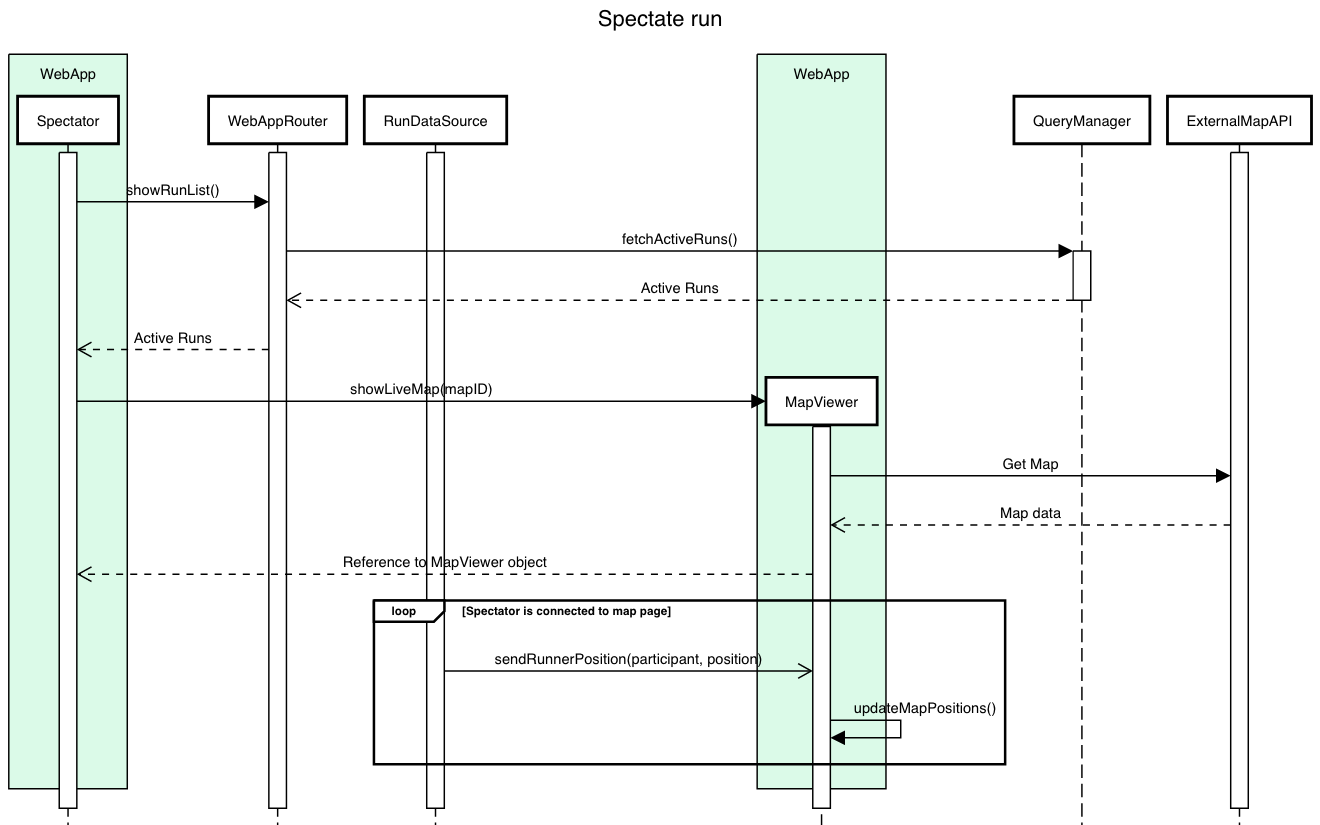 Spectate run
WebApp
WebApp
Spectator
WebAppRouter
RunDataSource
QueryManager
ExternalMapAPI
showRunList()
fetchActiveRuns()
Active Runs
Active Runs
showLiveMap(mapID)
MapViewer
Get Map
Map data
Reference to MapViewer object
loop
[Spectator is connected to map page]
sendRunnerPosition(participant, position)
updateMapPositions()